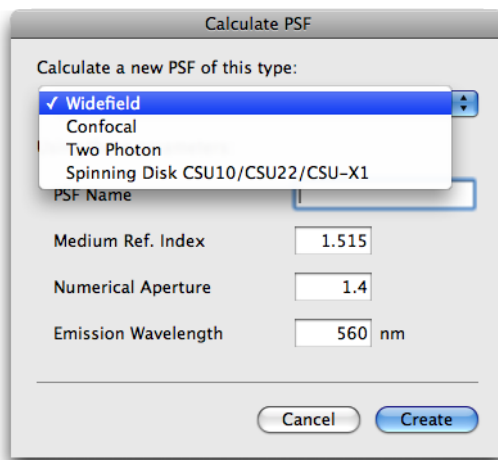 Calculate PSF
Calculate a new PSF of this type:
✓ Widefield
Confocal
Two Photon
Spinning Disk CSU10/CSU22/CSU-X1
PSF Name
Medium Ref. Index 1.515
Numerical Aperture 1.4
Emission Wavelength 560 nm
Cancel Create